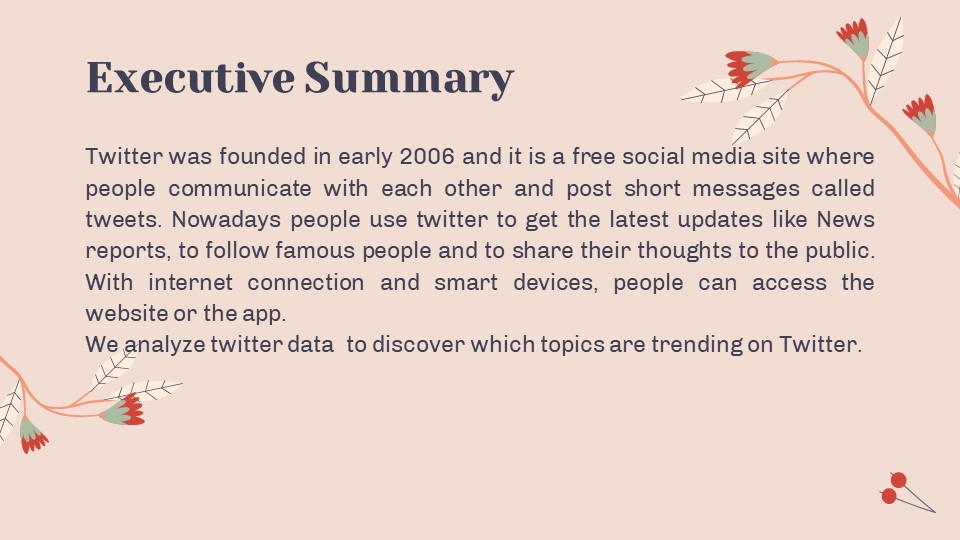 Executive Summary
Twitter was founded in early 2006 and it is a free social media site where
people communicate with each other and post short messages called
tweets. Nowadays people use twitter to get the latest updates like News
reports, to follow famous people and to share their thoughts to the public.
With internet connection and smart devices, people can access the
website or the app.
We analyze twitter data  to discover which topics are trending on Twitter.